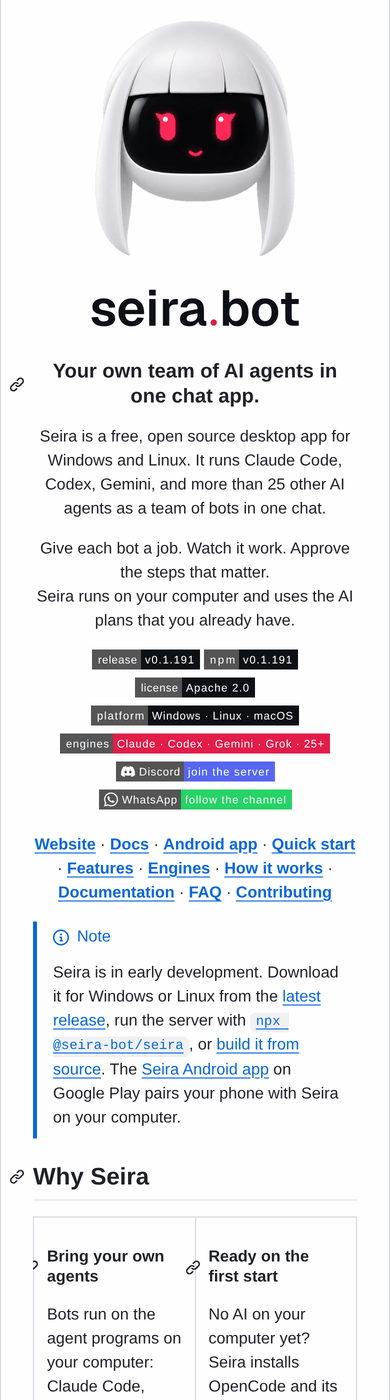 seira.bot
Your own team of AI agents in
one chat app.
Seira is a free, open source desktop app for
Windows and Linux. It runs Claude Code,
Codex, Gemini, and more than 25 other AI
agents as a team of bots in one chat.
Give each bot a job. Watch it work. Approve
the steps that matter.
Seira runs on your computer and uses the AI
plans that you already have.
release v0.1.191 npm v0.1.191
license Apache 2.0
platform Windows · Linux · macOS
engines Claude · Codex · Gemini · Grok · 25+
Discord join the server
WhatsApp follow the channel
Website · Docs · Android app · Quick start
· Features · Engines · How it works ·
Documentation · FAQ · Contributing
Note
Seira is in early development. Download
it for Windows or Linux from the latest
release, run the server with npx
@seira-bot/seira, or build it from
source. The Seira Android app on
Google Play pairs your phone with Seira
on your computer.
Why Seira
Bring your own
agents
Bots run on the
agent programs on
your computer:
Claude Code,
Ready on the
first start
No AI on your
computer yet?
Seira installs
OpenCode and its